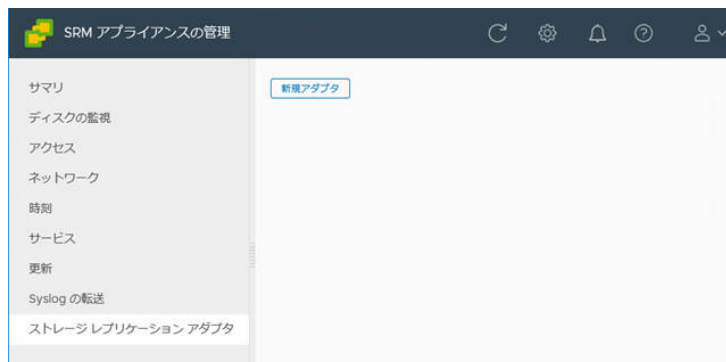 SRM アプライアンスの管理
サマリ
新規アダプタ
ディスクの監視
アクセス
ネットワーク
時刻
サービス
更新
Syslog の転送
ストレージ レプリケーション アダプタ